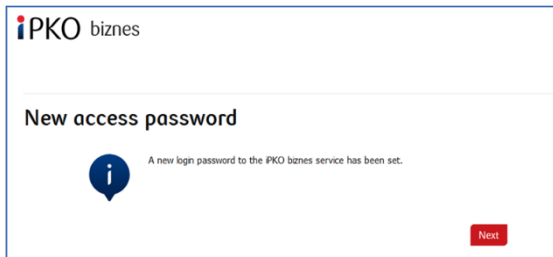 iPKO biznes
New access password
i
A new login password to the iPKO biznes service has been set.
Next